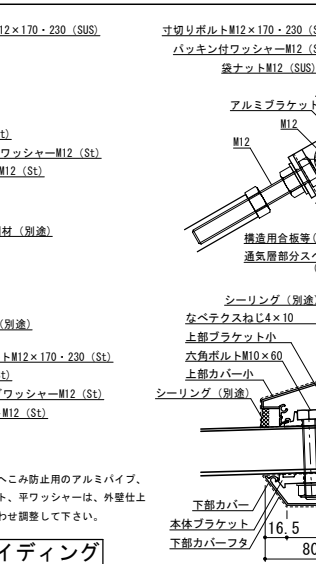 12×170・230 (SUS)
t)
ワッシャーM12 (St)
M12 (St)
材 (別途)
(別途)
トM12×170・230 (St)
t)
ワッシャーM12 (St)
M12 (St)
へこみ防止用のアルミパイプ、
ト、平ワッシャーは、外壁仕上
わせ調整して下さい。
イディング
寸切りボルトM12×170・230 (S
パッキン付ワッシャーM12 (S
袋ナットM12 (SUS)
アルミブラケット
M12
M12
構造用合板等(
通気層部分スペ
シーリング (別途)
なべテクスねじ4×10
上部ブラケット小
六角ボルトM10×60
上部カバー小
シーリング (別途)
下部カバー
本体ブラケット
下部カバーフタ
16.5
80